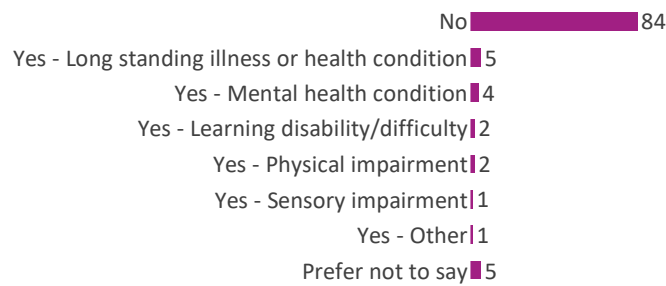 No 84
Yes - Long standing illness or health condition 5
Yes - Mental health condition 4
Yes - Learning disability/difficulty 2
Yes - Physical impairment 2
Yes - Sensory impairment 1
Yes - Other 1
Prefer not to say 5